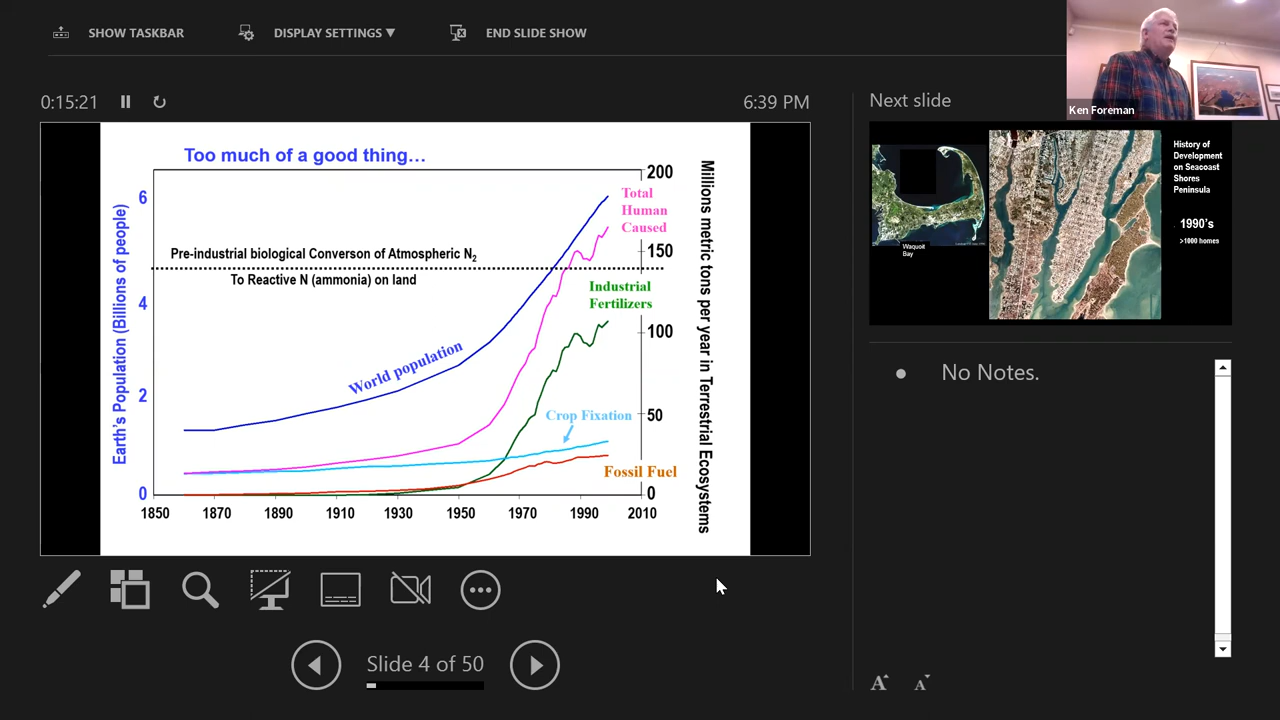 SHOW TASKBAR
DISPLAY SETTINGS ▼
END SLIDE SHOW
Ken Foreman
0:15:21
6:39 PM
Next slide
Too much of a good thing…
Earth's Population (Billions of people)
6
4
2
0
200
150
100
50
0
Millions metric tons per year in Terrestrial Ecosystems
Total
Human
Caused
Pre-industrial biological Converson of Atmospheric N2
To Reactive N (ammonia) on land
Industrial
Fertilizers
World population
Crop Fixation
Fossil Fuel
1850 1870 1890 1910 1930 1950 1970 1990 2010
History of
Development
on Seacoast
Shores
Peninsula
1990's
>1000 homes
Waquoit
Bay
No Notes.
Slide 4 of 50
A A